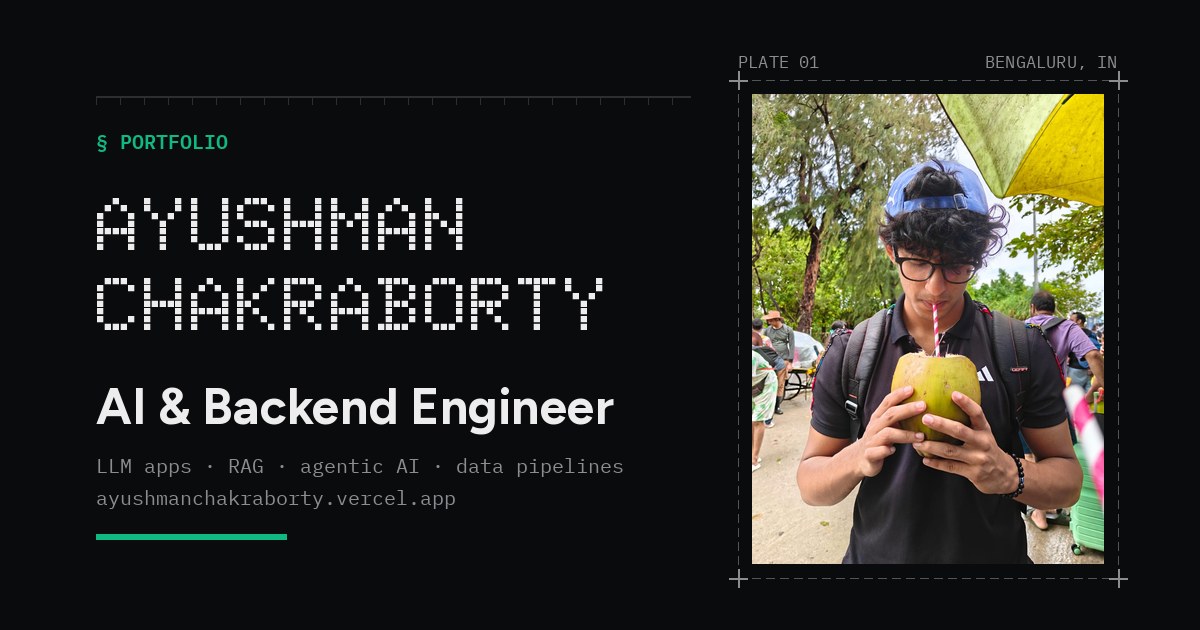 PLATE 01
BENGALURU, IN
§ PORTFOLIO
AYUSHMAN
CHAKRABORTY
AI & Backend Engineer
LLM apps · RAG · agentic AI · data pipelines
ayushmanchakraborty.vercel.app